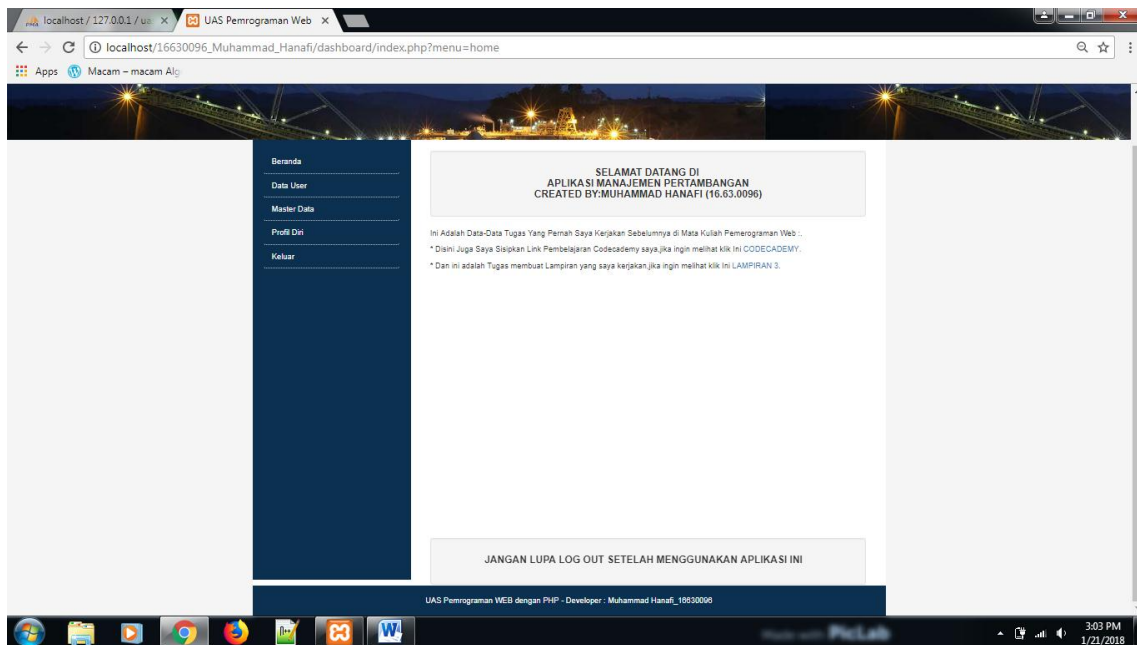 localhost / 127.0.0.1 / ua
UAS Pemrograman Web
localhost/16630096_Muhammad_Hanafi/dashboard/index.php?menu=home
Apps
Macam – macam Alg
Beranda
Data User
Master Data
Profil Diri
Keluar
SELAMAT DATANG DI
APLIKASI MANAJEMEN PERTAMBANGAN
CREATED BY:MUHAMMAD HANAFI (16.63.0096)
Ini Adalah Data-Data Tugas Yang Pernah Saya Kerjakan Sebelumnya di Mata Kuliah Pemerograman Web :.
* Disini Juga Saya Sisipkan Link Pembelajaran Codecademy saya,jika ingin melihat klik Ini CODECADEMY.
* Dan ini adalah Tugas membuat Lampiran yang saya kerjakan,jika ingin melihat klik Ini LAMPIRAN 3.
JANGAN LUPA LOG OUT SETELAH MENGGUNAKAN APLIKASI INI
UAS Pemrograman WEB dengan PHP - Developer : Muhammad Hanafi_16630096
Made with PicLab
3:03 PM
1/21/2018